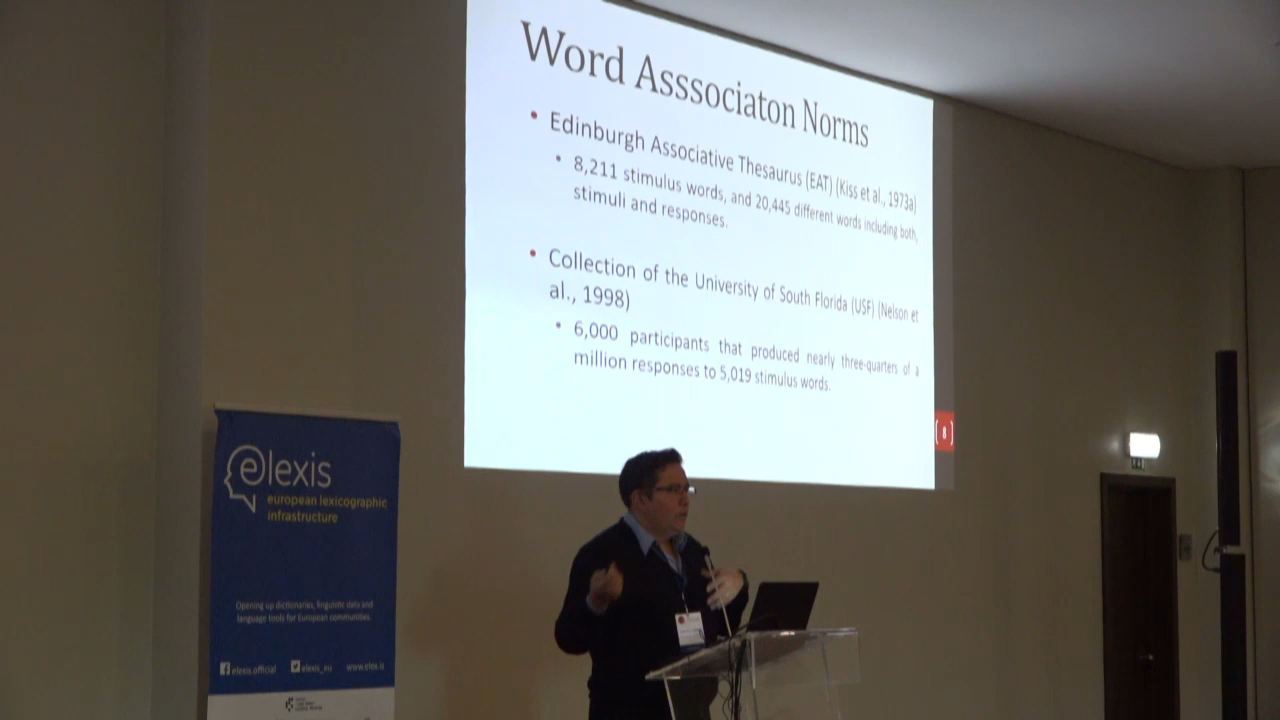 Word Asssociaton Norms
• Edinburgh Associative Thesaurus (EAT) (Kiss et al., 1973a)
• 8,211 stimulus words, and 20,445 different words including both,
stimuli and responses.
• Collection of the University of South Florida (USF) (Nelson et
al., 1998)
• 6,000 participants that produced nearly three-quarters of a
million responses to 5,019 stimulus words.
8
elexis
european lexicographic
infrastructure
Opening up dictionaries, linguistic data and
language tools for European communities.
elexis.official elexis_eu www.elex.is